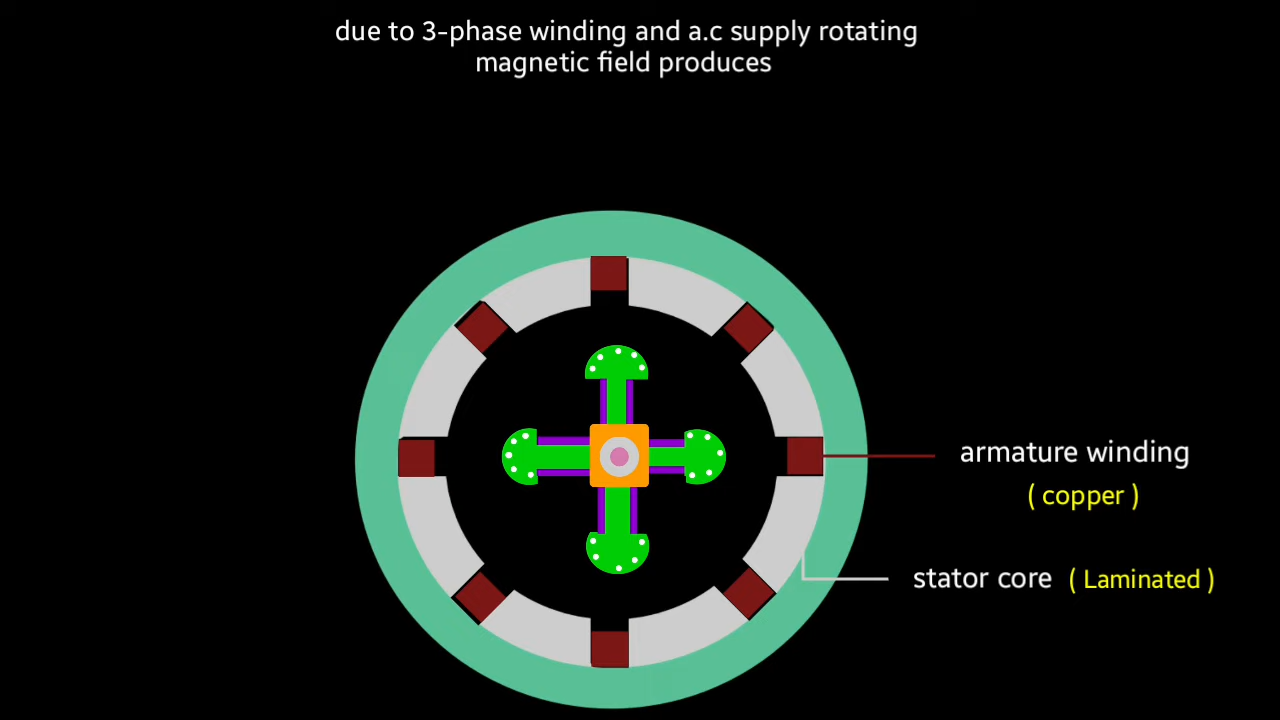 due to 3-phase winding and a.c supply rotating
magnetic field produces
armature winding
( copper )
stator core ( Laminated )